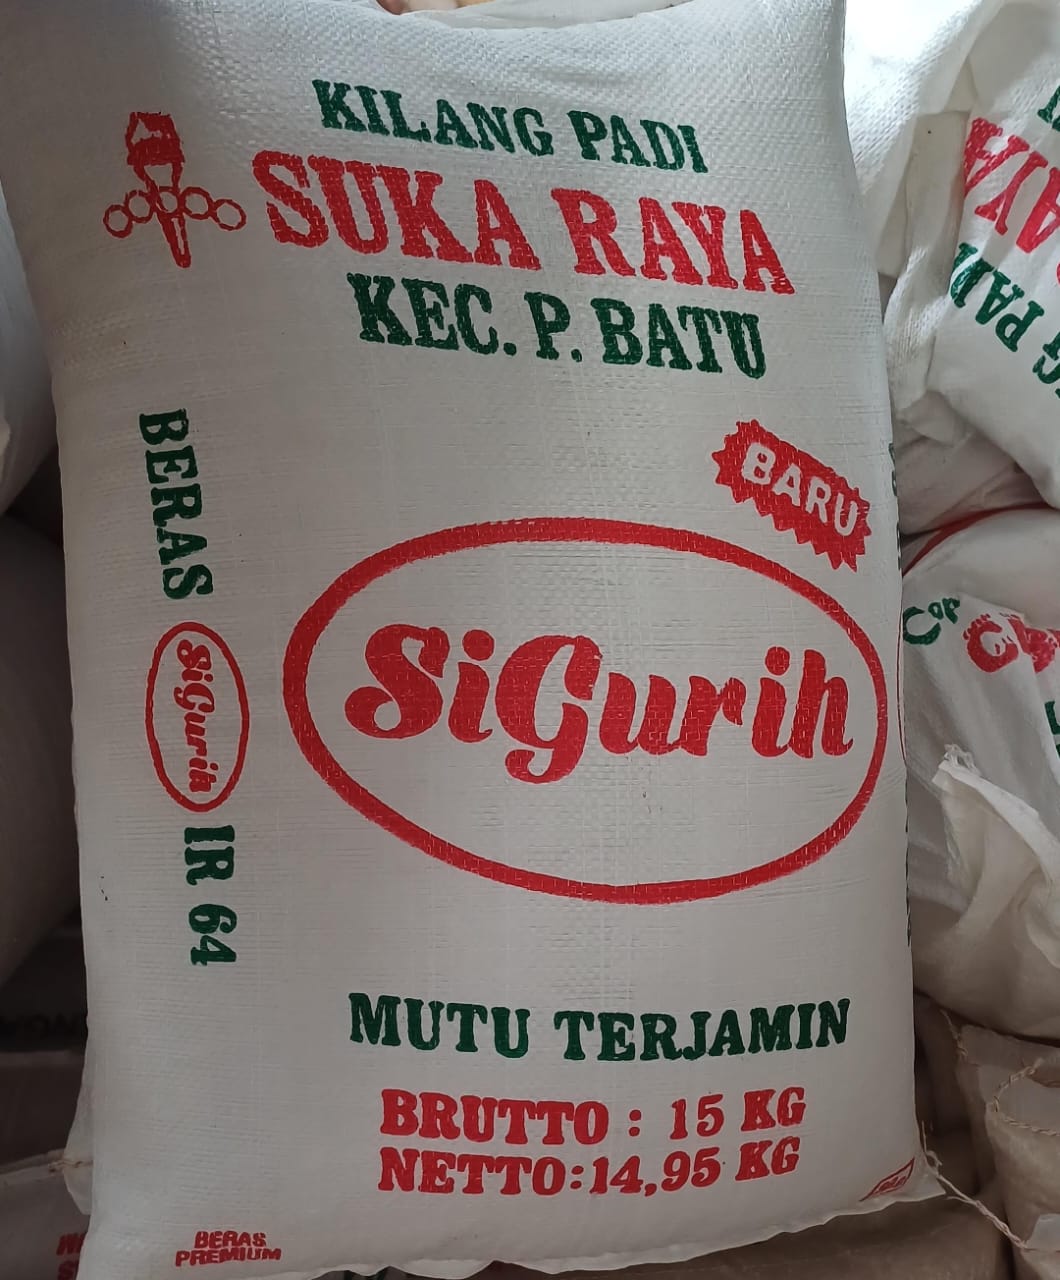 KILANG PADI
SUKA RAYA
KEC. P. BATU
BARU
SiGurih
BERAS SiGurih IR 64
MUTU TERJAMIN
BRUTTO : 15 KG
NETTO:14,95 KG
BERAS
PREMIUM